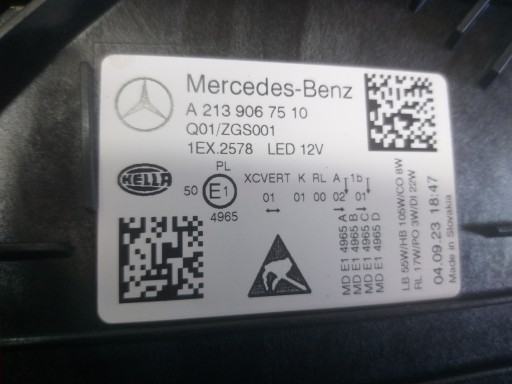 Mercedes-Benz
A 213 906 75 10
Q01/ZGS001
1EX.2578 LED 12V
PL
HELLA
50
E1
4965
XCVERT K RL A 1b
01 01 00 02 01
↔
MD E1 4965 A
MD E1 4965 B
MD E1 4965 C
MD E1 4965 D
LB 55W/HB 105W/CO 8W
RL 17W/PO 3W/DI 22W
04.09.23 18:47
Made in Slovakia